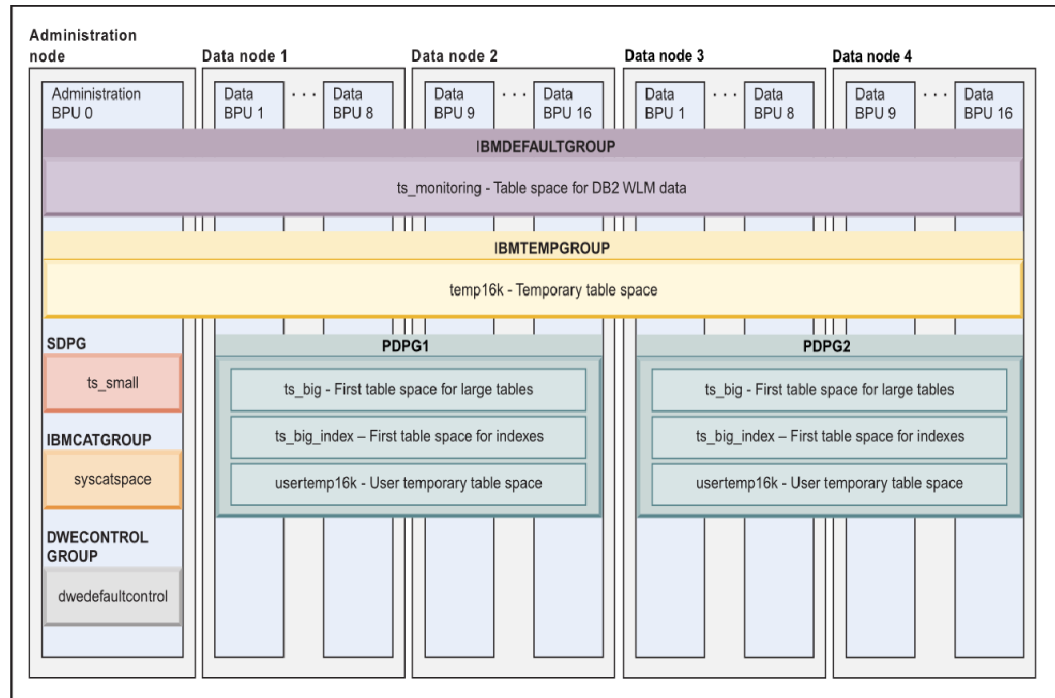 Administration
node
Data node 1
Data node 2
Data node 3
Data node 4
Administration
BPU 0
Data
BPU 1
. . .
Data
BPU 8
Data
BPU 9
. . .
Data
BPU 16
Data
BPU 1
. . .
Data
BPU 8
Data
BPU 9
. . .
Data
BPU 16
IBMDEFAULTGROUP
ts_monitoring - Table space for DB2 WLM data
IBMTEMPGROUP
temp16k - Temporary table space
SDPG
ts_small
IBMCATGROUP
syscatspace
DWECONTROL
GROUP
dwedefaultcontrol
PDPG1
ts_big - First table space for large tables
ts_big_index – First table space for indexes
usertemp16k - User temporary table space
PDPG2
ts_big - First table space for large tables
ts_big_index – First table space for indexes
usertemp16k - User temporary table space